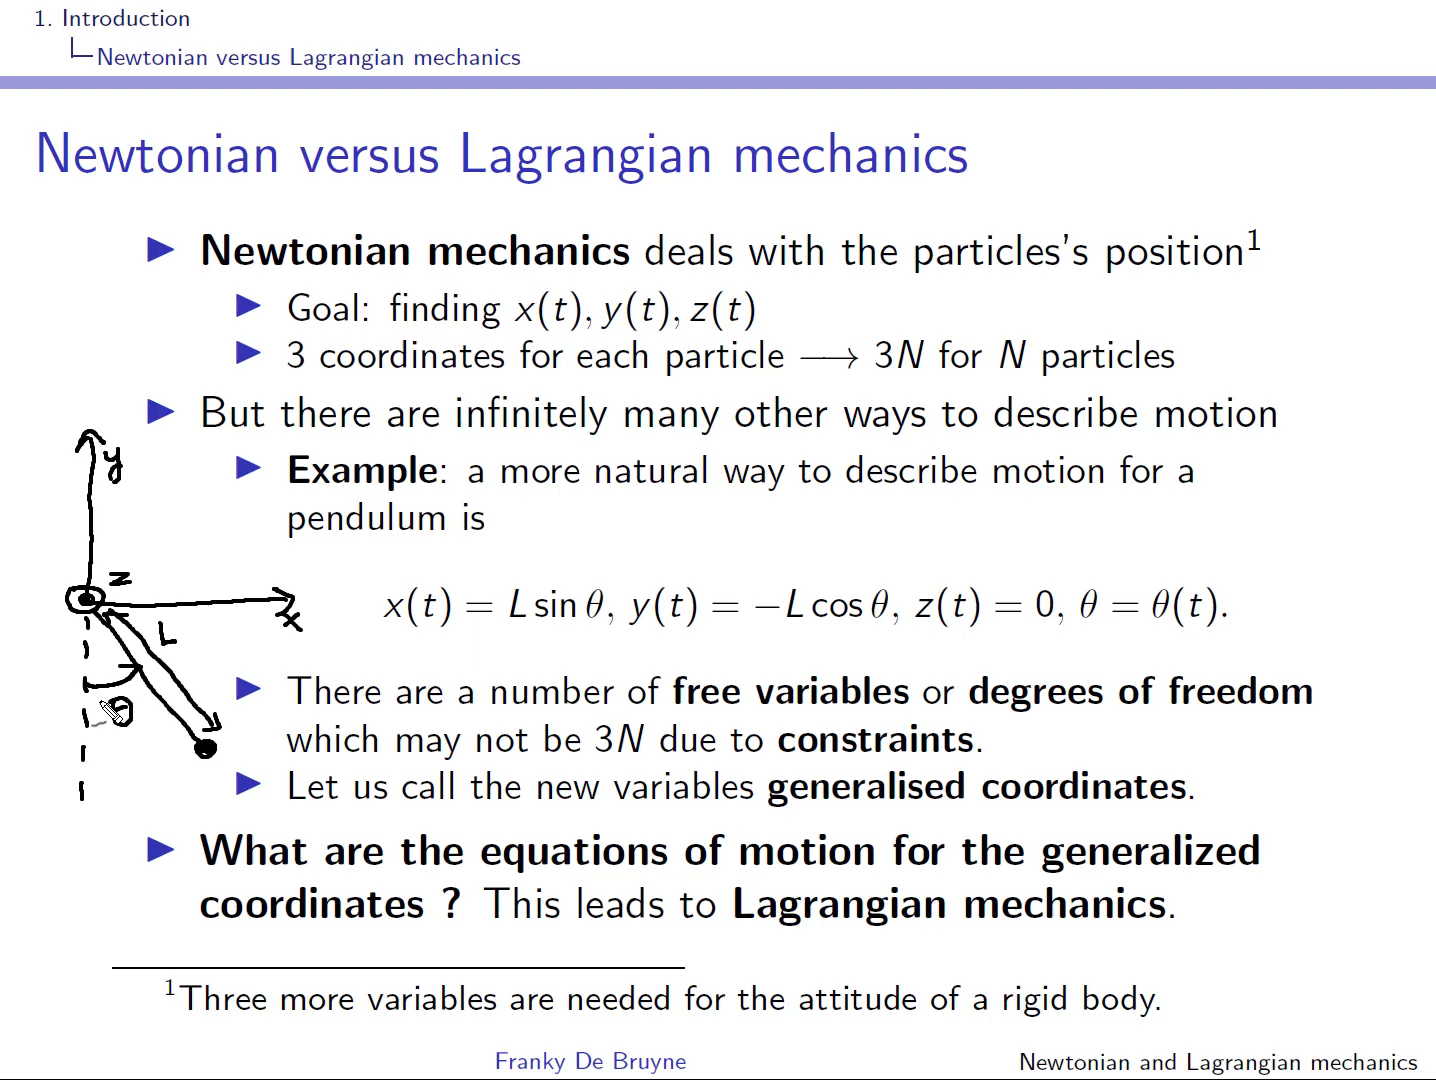 1. Introduction
Newtonian versus Lagrangian mechanics
Newtonian versus Lagrangian mechanics
▶ Newtonian mechanics deals with the particles's position¹
▶ Goal: finding x(t), y(t), z(t)
▶ 3 coordinates for each particle ⟶ 3N for N particles
▶ But there are infinitely many other ways to describe motion
▶ Example: a more natural way to describe motion for a
pendulum is
y
z
x
L
θ
x(t) = L sin θ, y(t) = −L cos θ, z(t) = 0, θ = θ(t).
▶ There are a number of free variables or degrees of freedom
which may not be 3N due to constraints.
▶ Let us call the new variables generalised coordinates.
▶ What are the equations of motion for the generalized
coordinates ? This leads to Lagrangian mechanics.
¹Three more variables are needed for the attitude of a rigid body.
Franky De Bruyne
Newtonian and Lagrangian mechanics